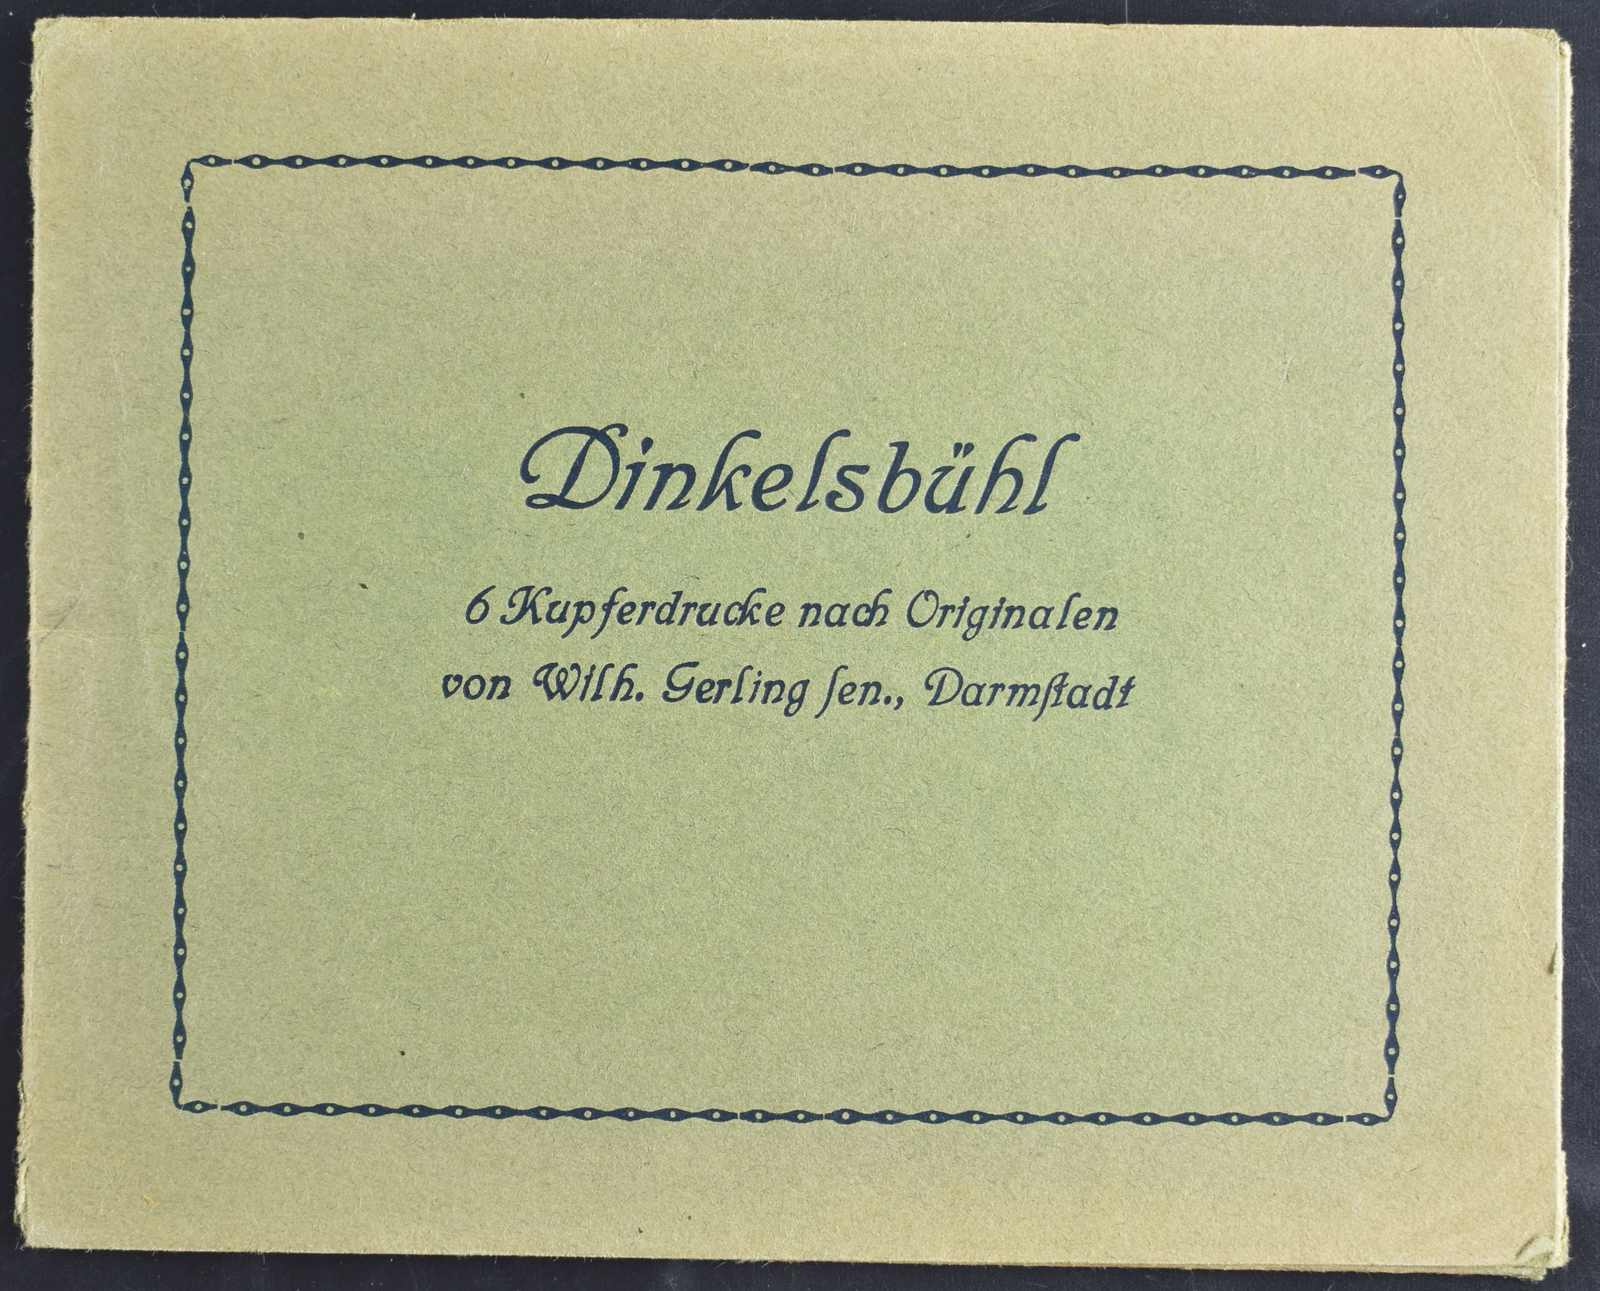 Dinkelsbühl
6 Kupferdrucke nach Originalen
von Wilh. Gerling ſen., Darmſtadt